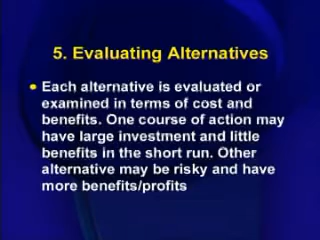 5. Evaluating Alternatives
Each alternative is evaluated or
examined in terms of cost and
benefits. One course of action may
have large investment and little
benefits in the short run. Other
alternative may be risky and have
more benefits/profits